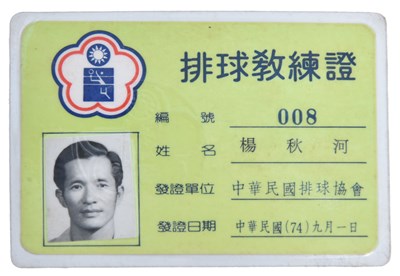 排球教練證
編號 008
姓名 楊秋河
發證單位 中華民國排球協會
發證日期 中華民國(74)九月一日